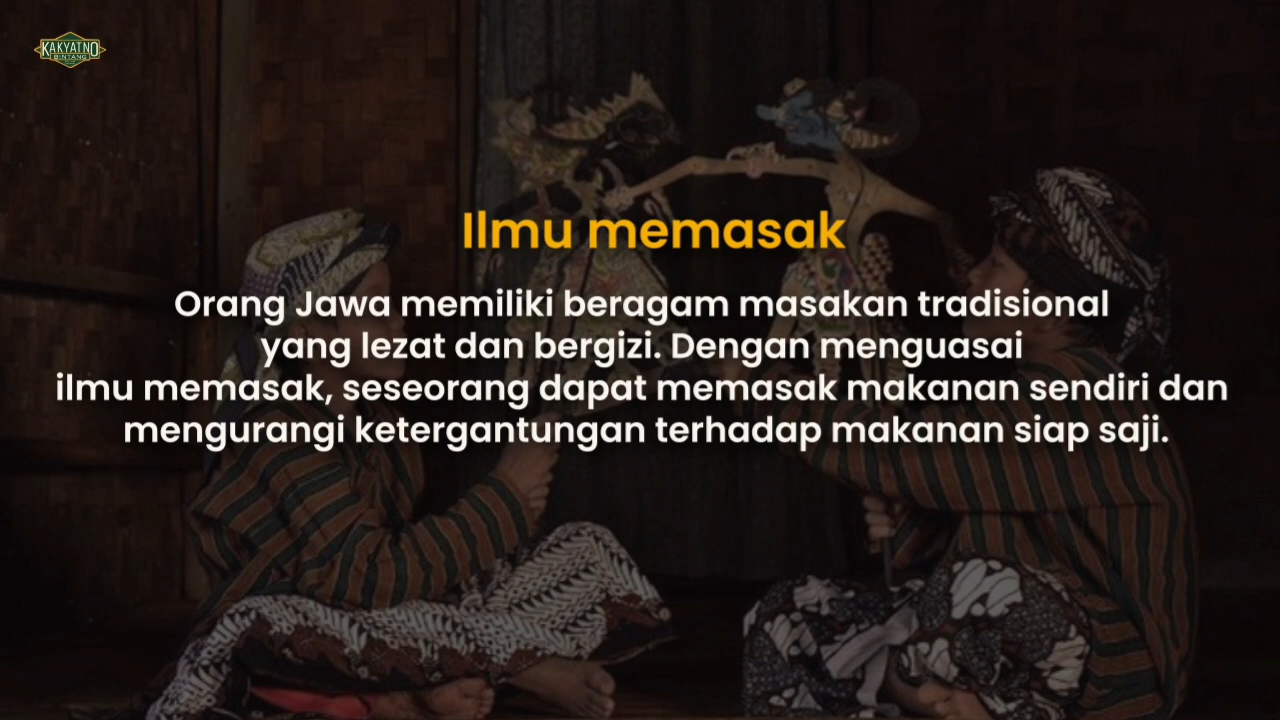 KAKYATNO
BINTANG
Ilmu memasak
Orang Jawa memiliki beragam masakan tradisional
yang lezat dan bergizi. Dengan menguasai
ilmu memasak, seseorang dapat memasak makanan sendiri dan
mengurangi ketergantungan terhadap makanan siap saji.